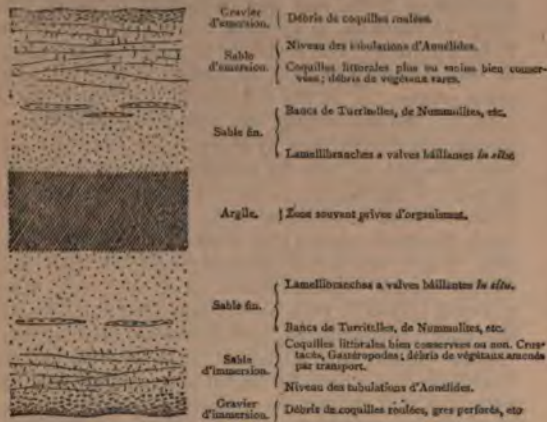 Gravier
d'émersion.
Débris de coquilles roulées.
Sable
d'émersion.
Niveau des tubulations d'Annélides.
Coquilles littorales plus ou moins bien conser-
vées; débris de végétaux rares.
Sable fin.
Bancs de Turritelles, de Nummulites, etc.
Lamellibranches à valves bâillantes in situ.
Argile.
Zone souvent privée d'organismes.
Sable fin.
Lamellibranches à valves bâillantes in situ.
Bancs de Turritelles, de Nummulites, etc.
Sable
d'immersion.
Coquilles littorales bien conservées ou non. Crus-
tacés, Gastéropodes; débris de végétaux amenés
par transport.
Niveau des tubulations d'Annélides.
Gravier
d'immersion.
Débris de coquilles roulées, grès perforés, etc